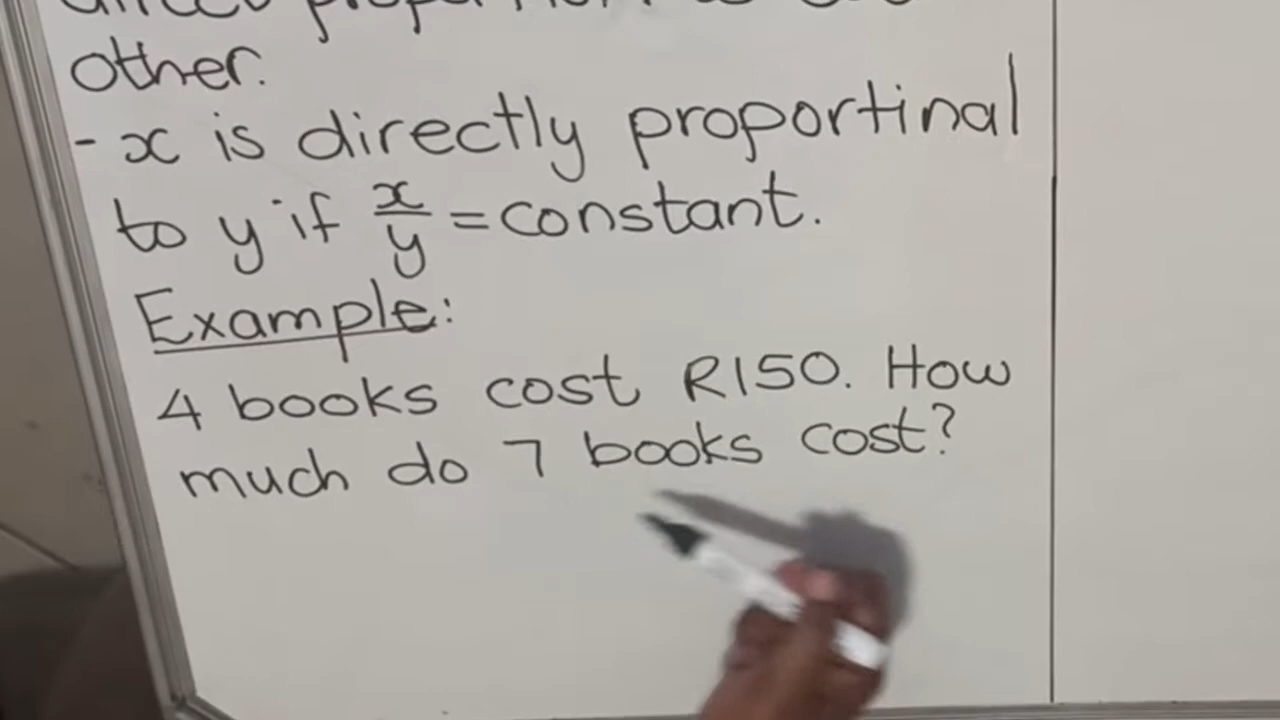 other.
- x is directly proportinal
to y if x/y = constant.
Example:
4 books cost R150. How
much do 7 books cost?